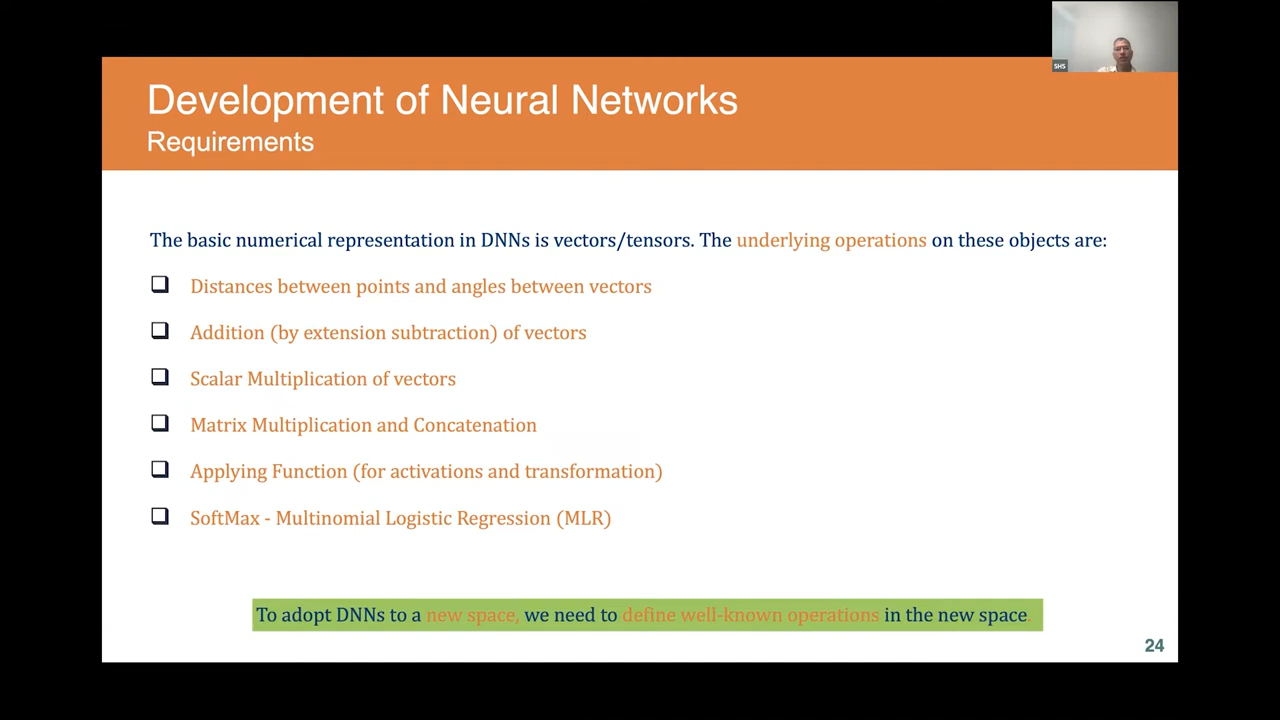 SHS
Development of Neural Networks
Requirements
The basic numerical representation in DNNs is vectors/tensors. The underlying operations on these objects are:
Distances between points and angles between vectors
Addition (by extension subtraction) of vectors
Scalar Multiplication of vectors
Matrix Multiplication and Concatenation
Applying Function (for activations and transformation)
SoftMax - Multinomial Logistic Regression (MLR)
To adopt DNNs to a new space, we need to define well-known operations in the new space.
24